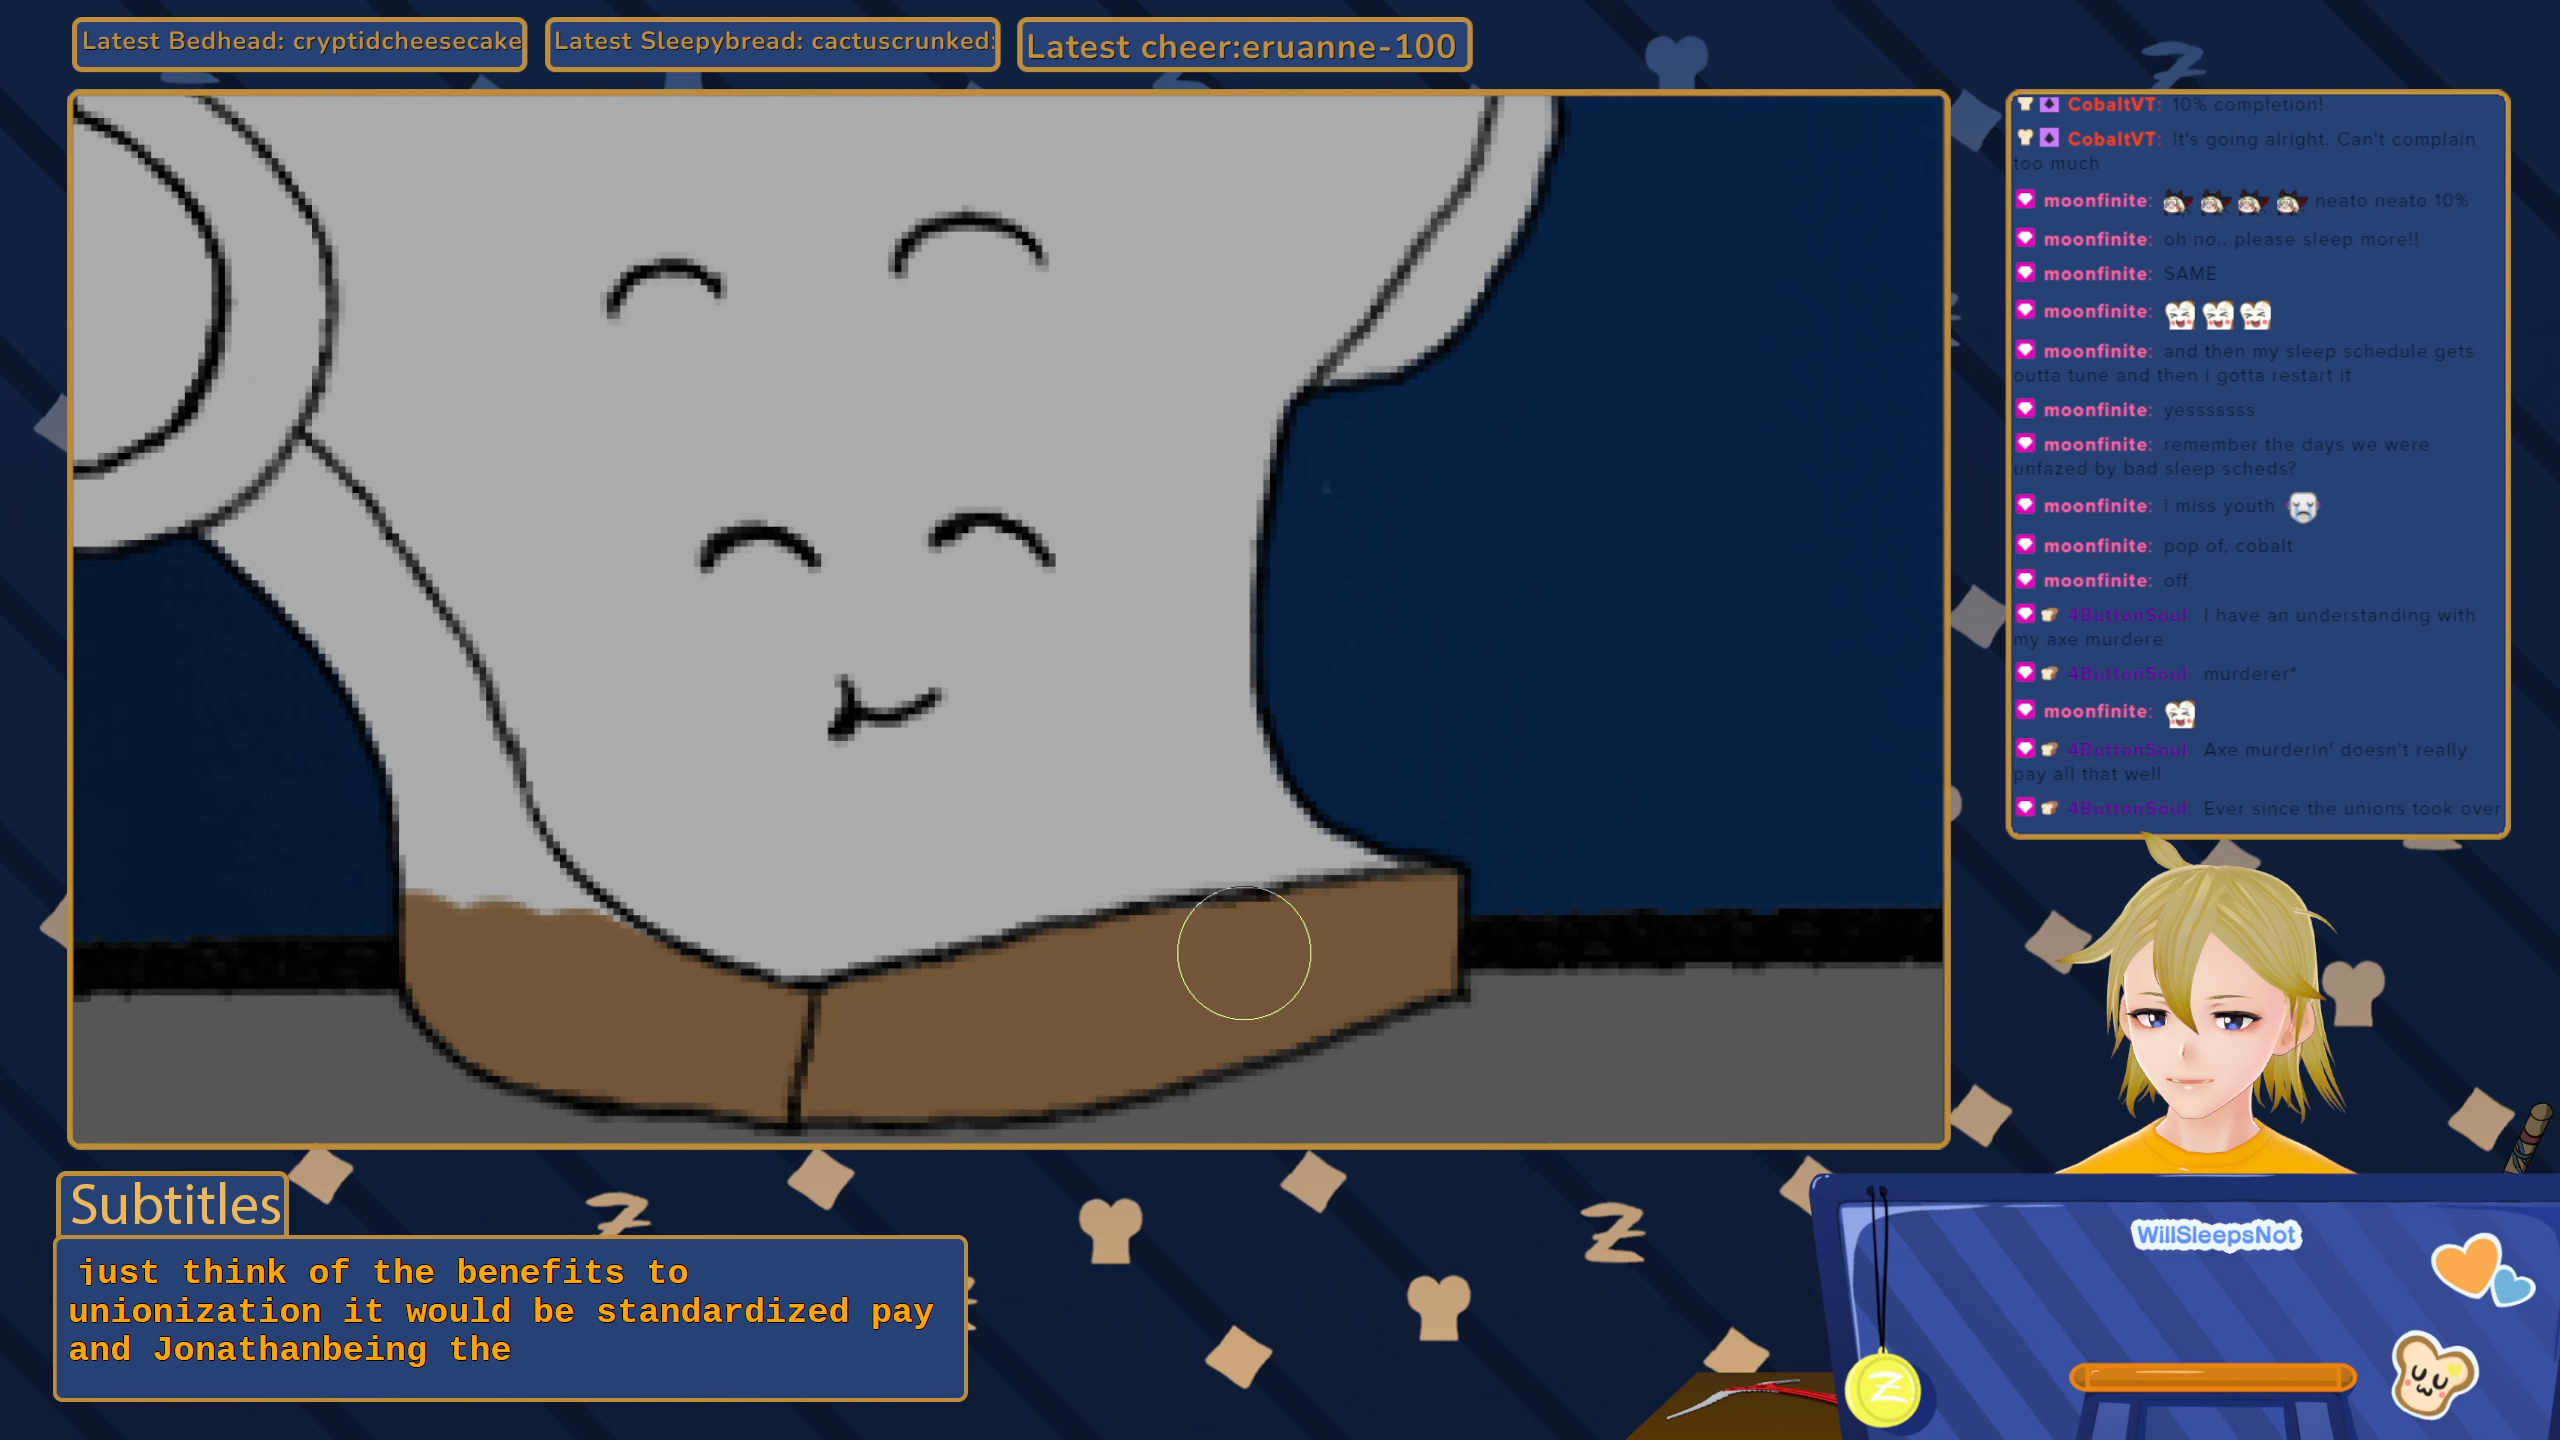 Latest Bedhead: cryptidcheesecake
Latest Sleepybread: cactuscrunked:
Latest cheer:eruanne-100
CobaltVT: 10% completion!
CobaltVT: It's going alright. Can't complain
too much
moonfinite: neato neato 10%
moonfinite: oh no.. please sleep more!!
moonfinite: SAME
moonfinite:
moonfinite: and then my sleep schedule gets
outta tune and then i gotta restart it
moonfinite: yesssssss
moonfinite: remember the days we were
unfazed by bad sleep scheds?
moonfinite: i miss youth
moonfinite: pop of, cobalt
moonfinite: off
4ButtonSoul: I have an understanding with
my axe murdere
4ButtonSoul: murderer*
moonfinite:
4ButtonSoul: Axe murderin' doesn't really
pay all that well
4ButtonSoul: Ever since the unions took over
Subtitles
just think of the benefits to
unionization it would be standardized pay
and Jonathanbeing the
WillSleepsNot
Z